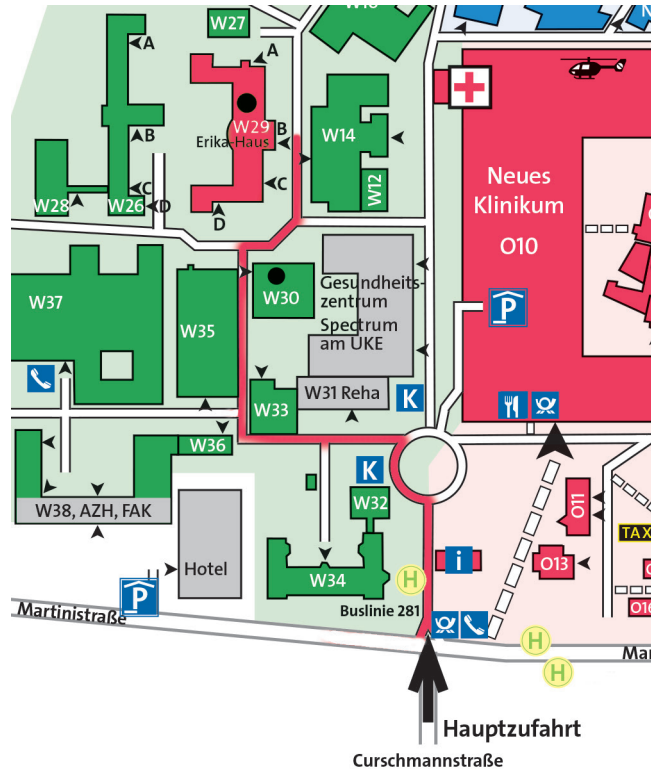 W27
W29
Erika-Haus
A
B
C
D
A
B
C
D
W28
W26
W14
W12
Neues
Klinikum
O10
P
W37
W35
W30
Gesundheits-
zentrum
Spectrum
am UKE
W31 Reha
K
W33
W36
K
W38, AZH, FAK
Hotel
P
W32
W34
H
i
O11
O13
TAX
Buslinie 281
Martinistraße
H
H
Mar
Hauptzufahrt
Curschmannstraße